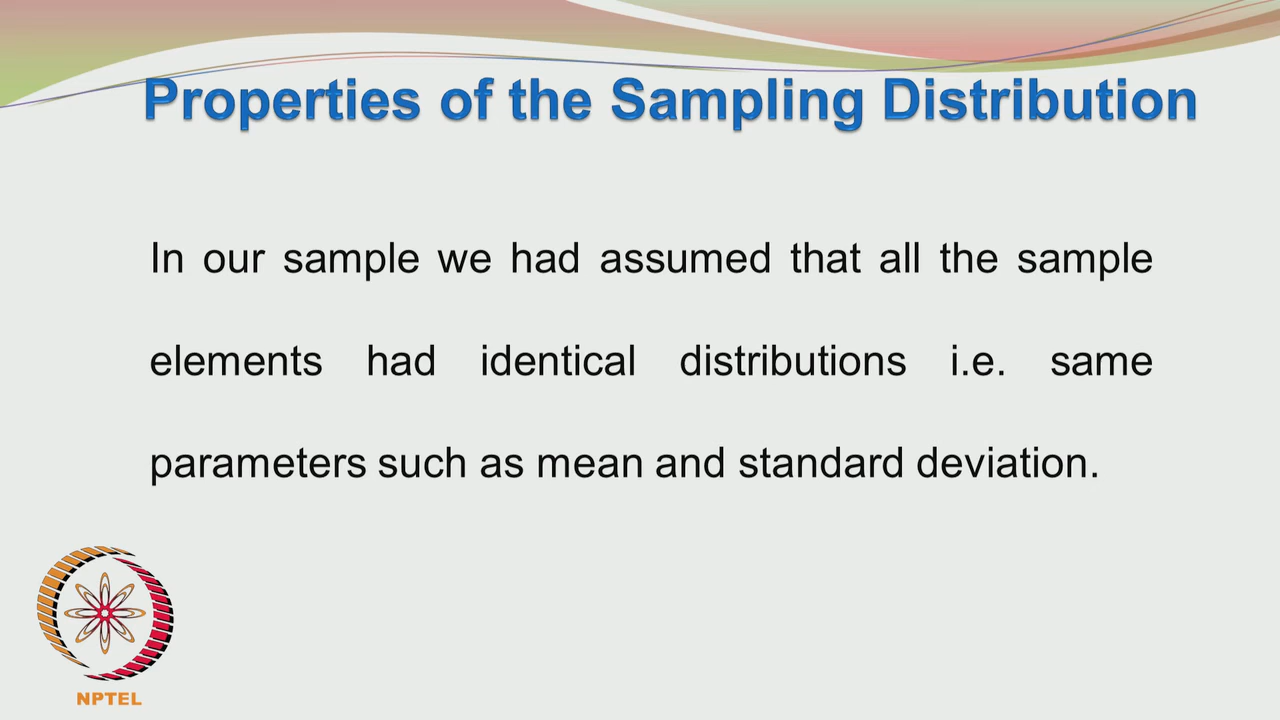 Properties of the Sampling Distribution
In our sample we had assumed that all the sample
elements had identical distributions i.e. same
parameters such as mean and standard deviation.
NPTEL